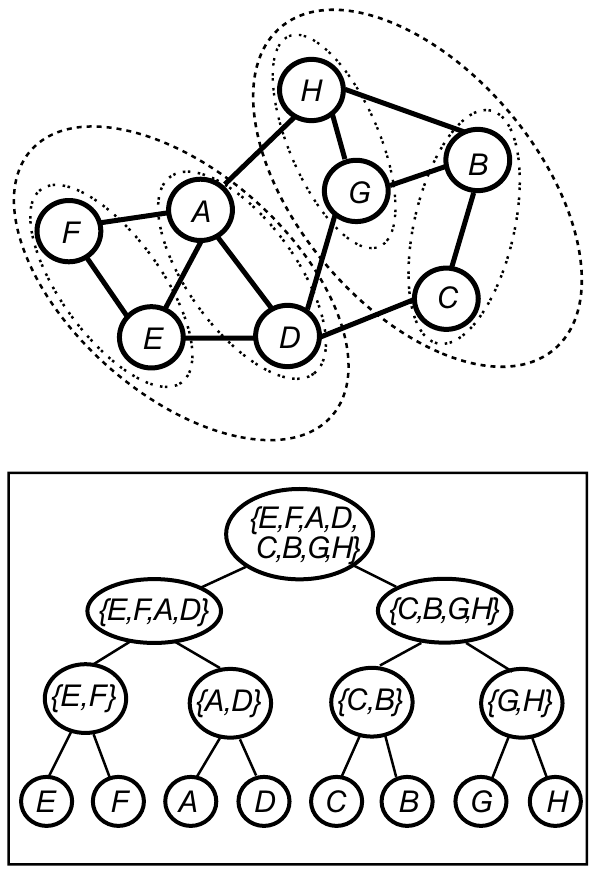 H
B
G
A
F
C
E
D
{E,F,A,D,
C,B,G,H}
{E,F,A,D}
{C,B,G,H}
{E,F}
{A,D}
{C,B}
{G,H}
E
F
A
D
C
B
G
H